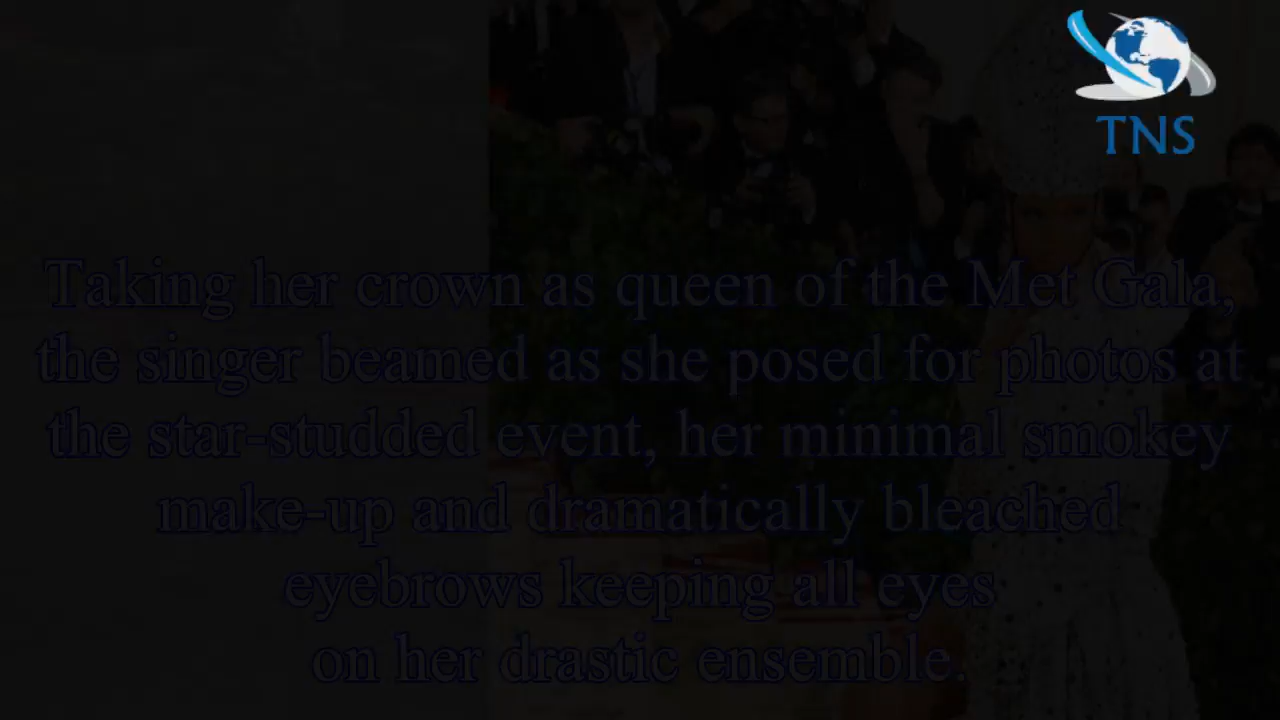 TNS
Taking her crown as queen of the Met Gala,
the singer beamed as she posed for photos at
the star-studded event, her minimal smokey
make-up and dramatically bleached
eyebrows keeping all eyes
on her drastic ensemble.